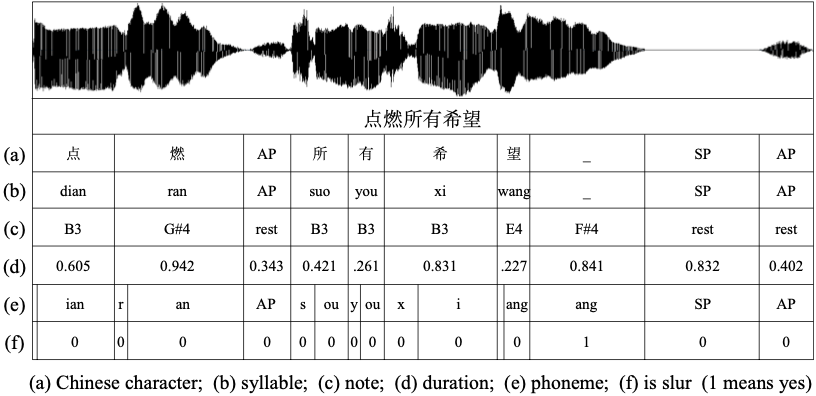 点燃所有希望
(a) 点 燃 AP 所 有 希 望 _ SP AP
(b) dian ran AP suo you xi wang _ SP AP
(c) B3 G#4 rest B3 B3 B3 E4 F#4 rest rest
(d) 0.605 0.942 0.343 0.421 .261 0.831 .227 0.841 0.832 0.402
(e) ian r an AP s ou y ou x i ang ang SP AP
(f) 0 0 0 0 0 0 0 0 0 0 0 1 0 0
(a) Chinese character; (b) syllable; (c) note; (d) duration; (e) phoneme; (f) is slur (1 means yes)